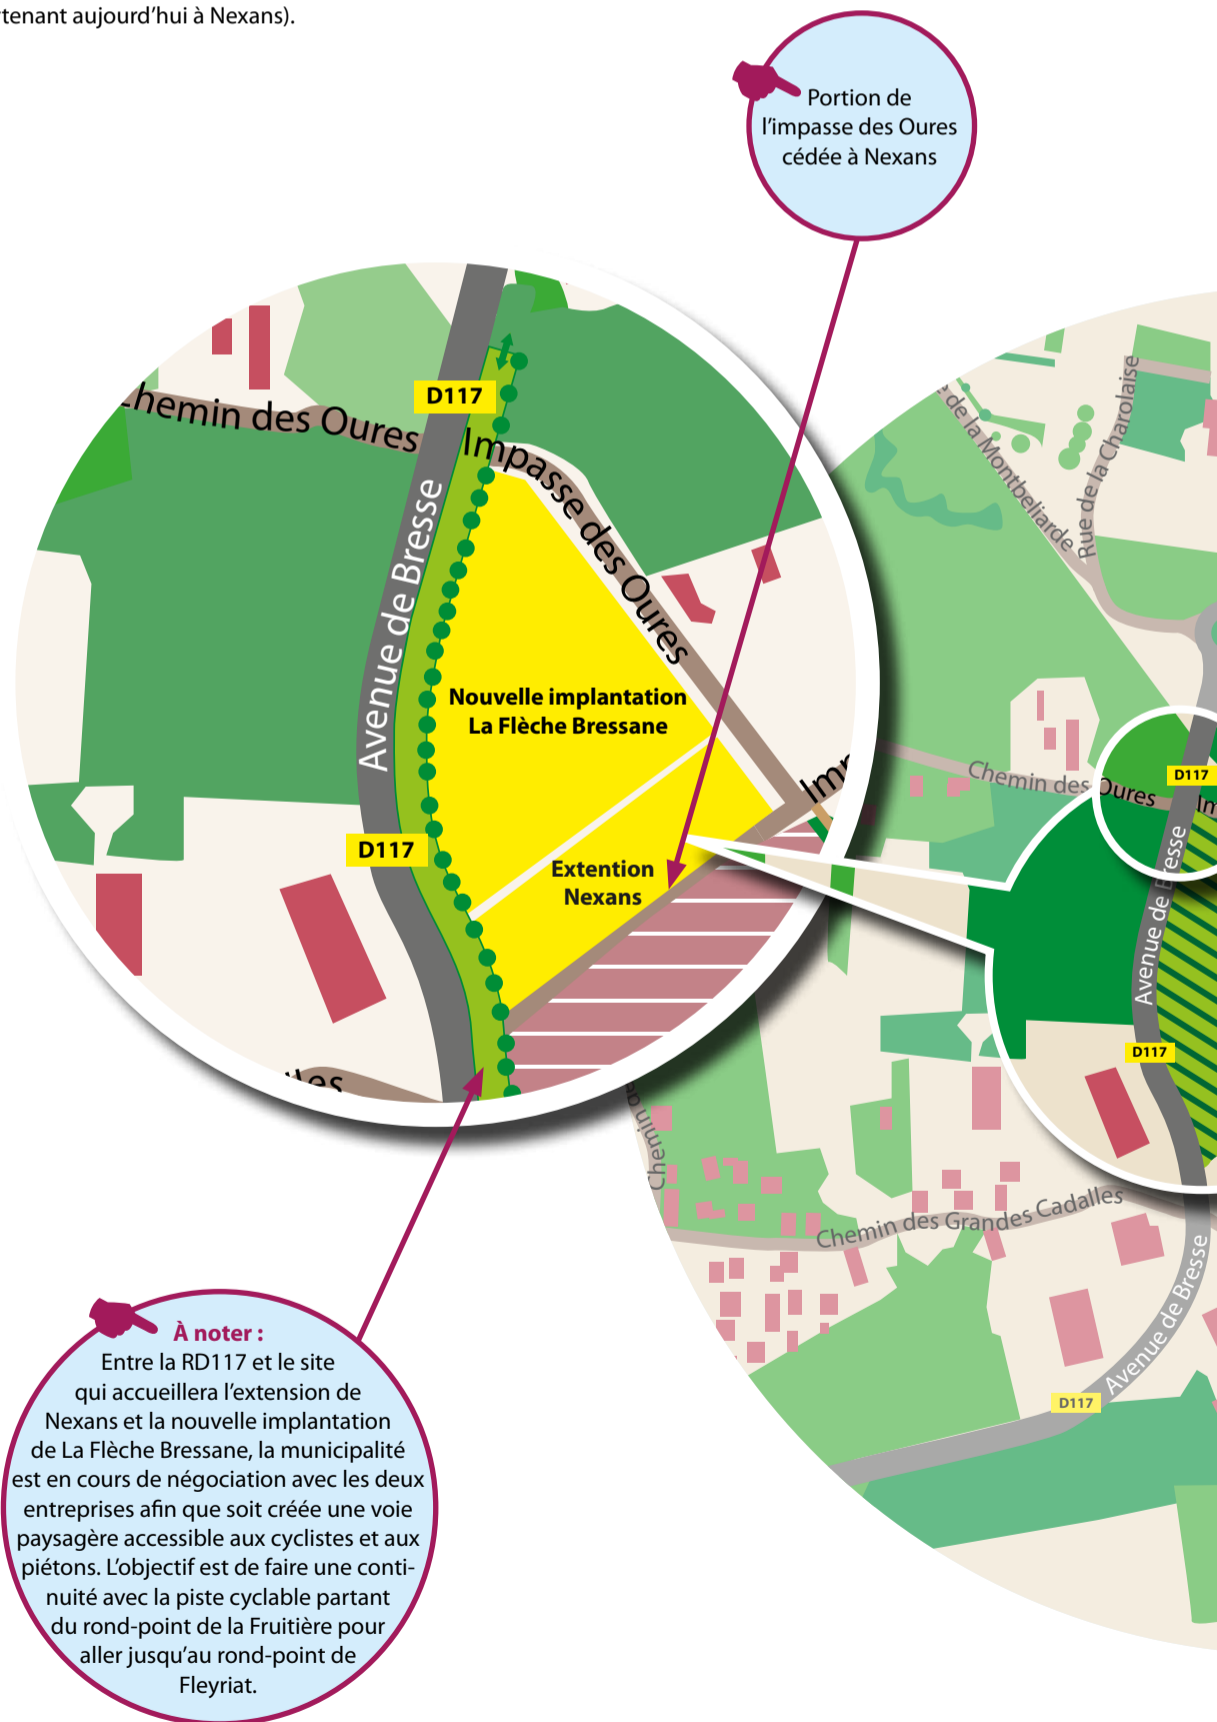 tenant aujourd'hui à Nexans).
Portion de
l'impasse des Oures
cédée à Nexans
D117
Chemin des Oures
Impasse des Oures
Avenue de Bresse
Nouvelle implantation
La Flèche Bressane
D117
Extention
Nexans
de la Montbeliarde
Rue de la Charolaise
Chemin des Oures
D117
Avenue de Bresse
D117
Chemin
Chemin des Grandes Cadalles
Avenue de Bresse
D117
À noter :
Entre la RD117 et le site
qui accueillera l'extension de
Nexans et la nouvelle implantation
de La Flèche Bressane, la municipalité
est en cours de négociation avec les deux
entreprises afin que soit créée une voie
paysagère accessible aux cyclistes et aux
piétons. L'objectif est de faire une conti-
nuité avec la piste cyclable partant
du rond-point de la Fruitière pour
aller jusqu'au rond-point de
Fleyriat.